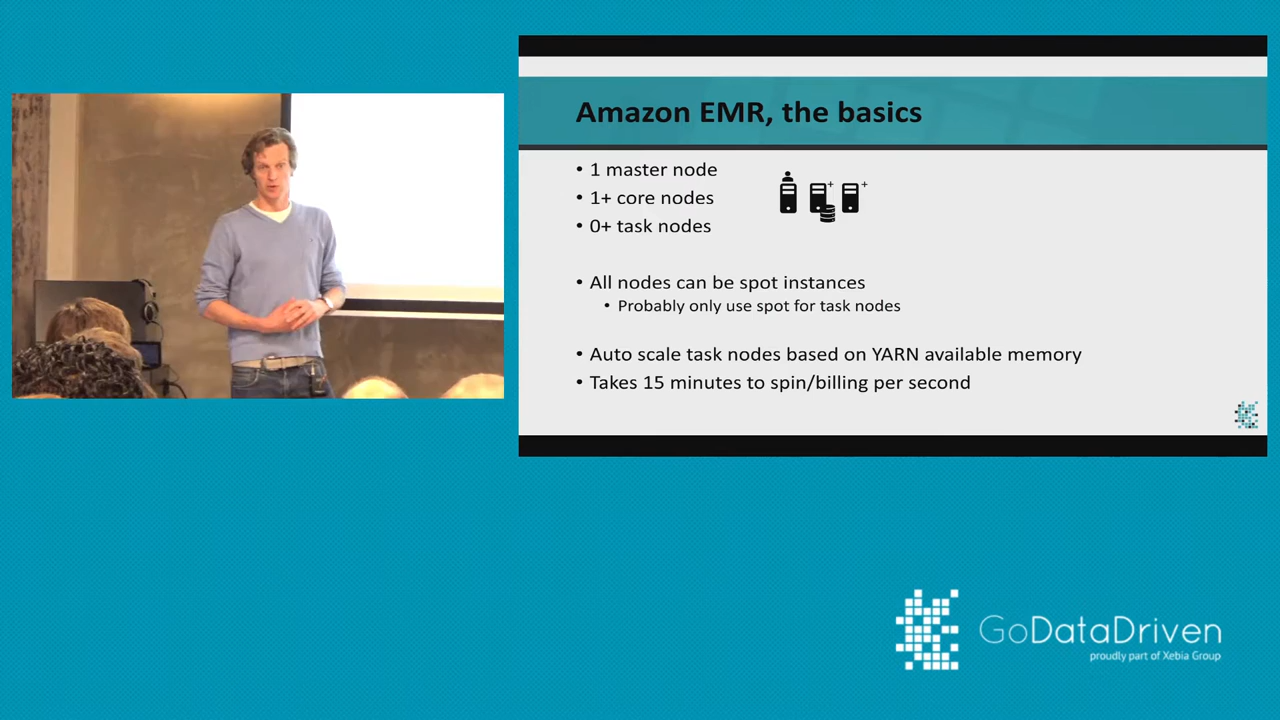 Amazon EMR, the basics
• 1 master node
• 1+ core nodes
• 0+ task nodes
+ +
• All nodes can be spot instances
• Probably only use spot for task nodes
• Auto scale task nodes based on YARN available memory
• Takes 15 minutes to spin/billing per second
GoDataDriven
proudly part of Xebia Group